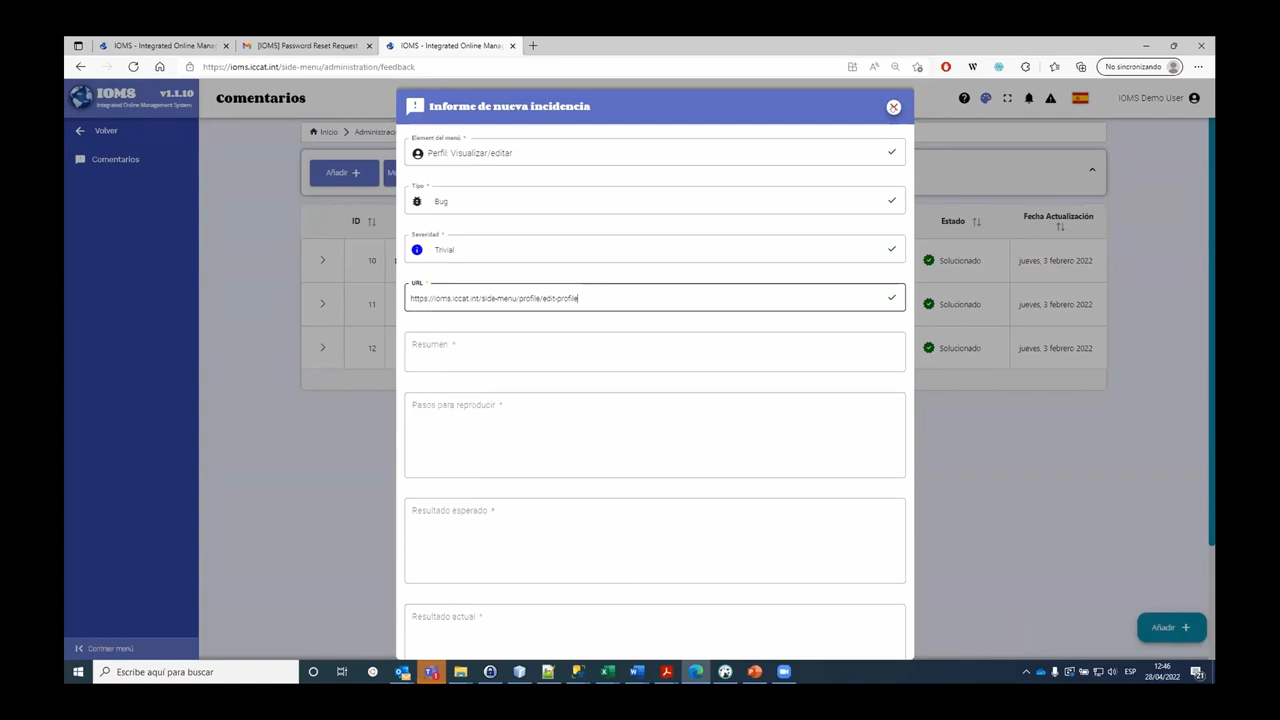 IOMS - Integrated Online Mana
[IOMS] Password Reset Request
IOMS - Integrated Online Mana
https://ioms.iccat.int/side-menu/administration/feedback
No sincronizando
IOMS v1.1.10
Integrated Online Management System
Comentarios
IOMS Demo User
Volver
Comentarios
Inicio
Administrac
Añadir +
ID
10
11
12
Estado
Fecha Actualización
Solucionado
jueves, 3 febrero 2022
Solucionado
jueves, 3 febrero 2022
Solucionado
jueves, 3 febrero 2022
Informe de nueva incidencia
Element del menú *
Perfil: Visualizar/editar
Tipo *
Bug
Severidad *
Trivial
URL *
https://ioms.iccat.int/side-menu/profile/edit-profile
Resumen *
Pasos para reproducir *
Resultado esperado *
Resultado actual *
Añadir +
Contraer menú
Escribe aquí para buscar
ESP
12:46
28/04/2022
21